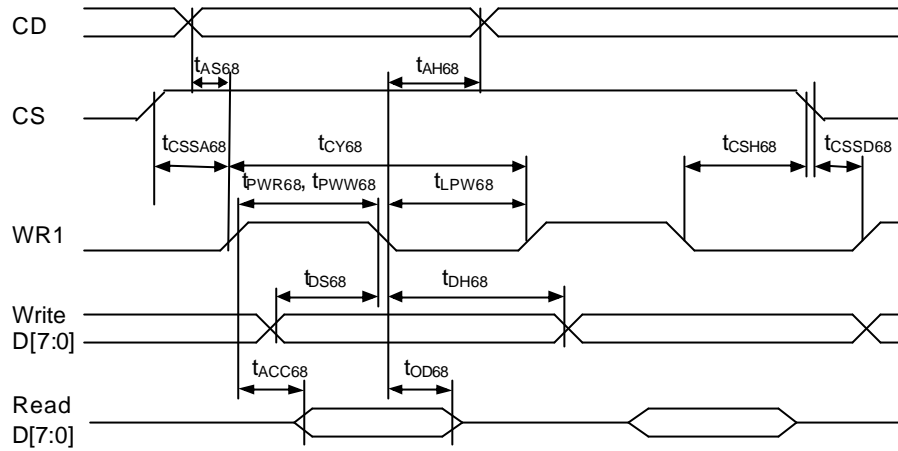 CD
tAS68
tAH68
CS
tCSSA68
tCY68
tCSH68
tCSSD68
tPWR68, tPWW68
tLPW68
WR1
tDS68
tDH68
Write
D[7:0]
tACC68
tOD68
Read
D[7:0]